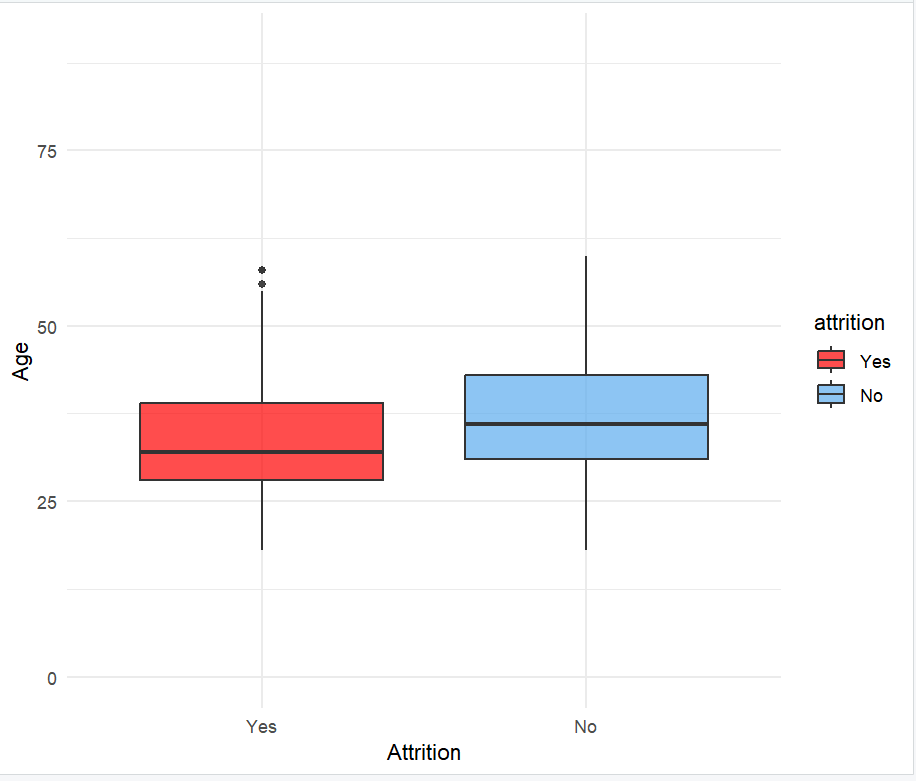 75
50
25
0
Age
Yes
No
Attrition
attrition
Yes
No